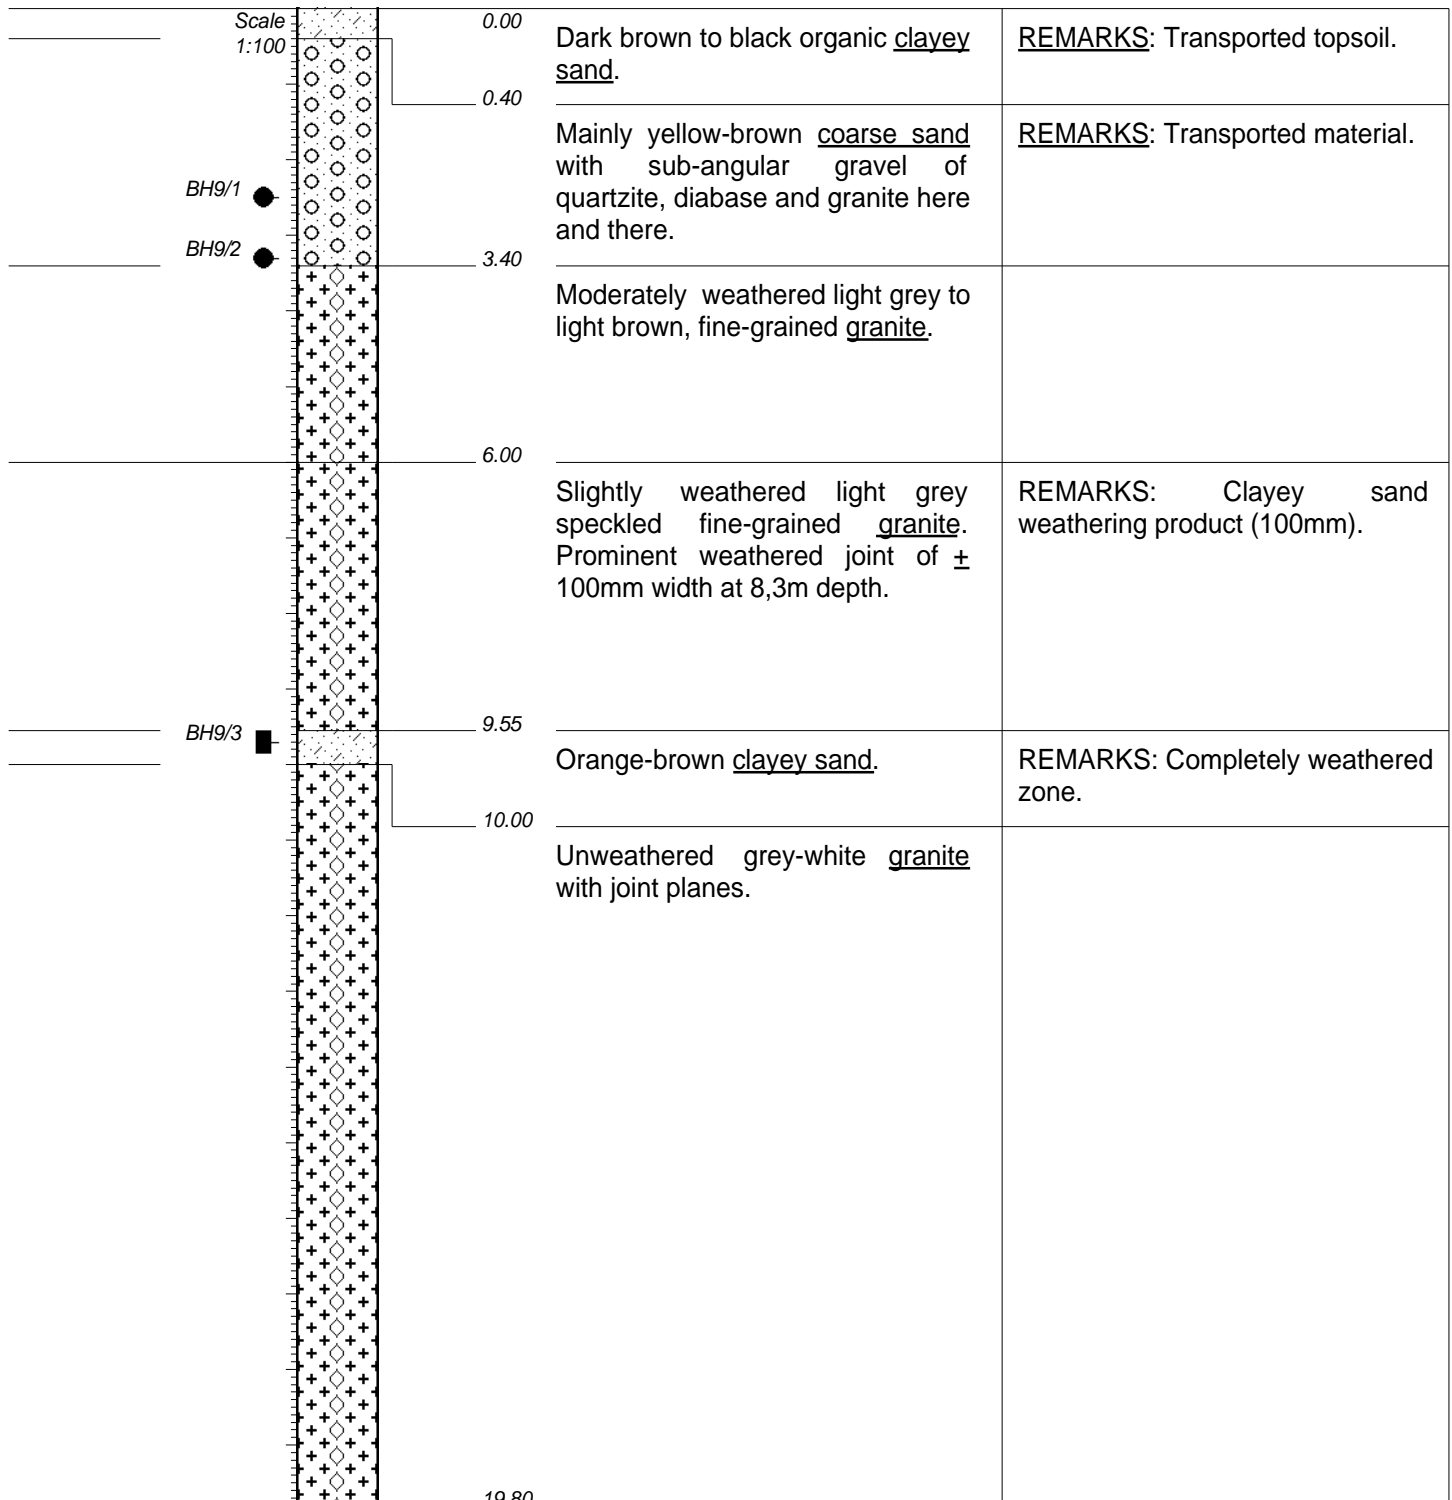 Scale
1:100
0.00
Dark brown to black organic clayey
sand.
REMARKS: Transported topsoil.
0.40
Mainly yellow-brown coarse sand
with sub-angular gravel of
quartzite, diabase and granite here
and there.
REMARKS: Transported material.
BH9/1
BH9/2
3.40
Moderately weathered light grey to
light brown, fine-grained granite.
6.00
Slightly weathered light grey
speckled fine-grained granite.
Prominent weathered joint of ±
100mm width at 8,3m depth.
REMARKS: Clayey sand
weathering product (100mm).
BH9/3
9.55
Orange-brown clayey sand.
REMARKS: Completely weathered
zone.
10.00
Unweathered grey-white granite
with joint planes.
19.80